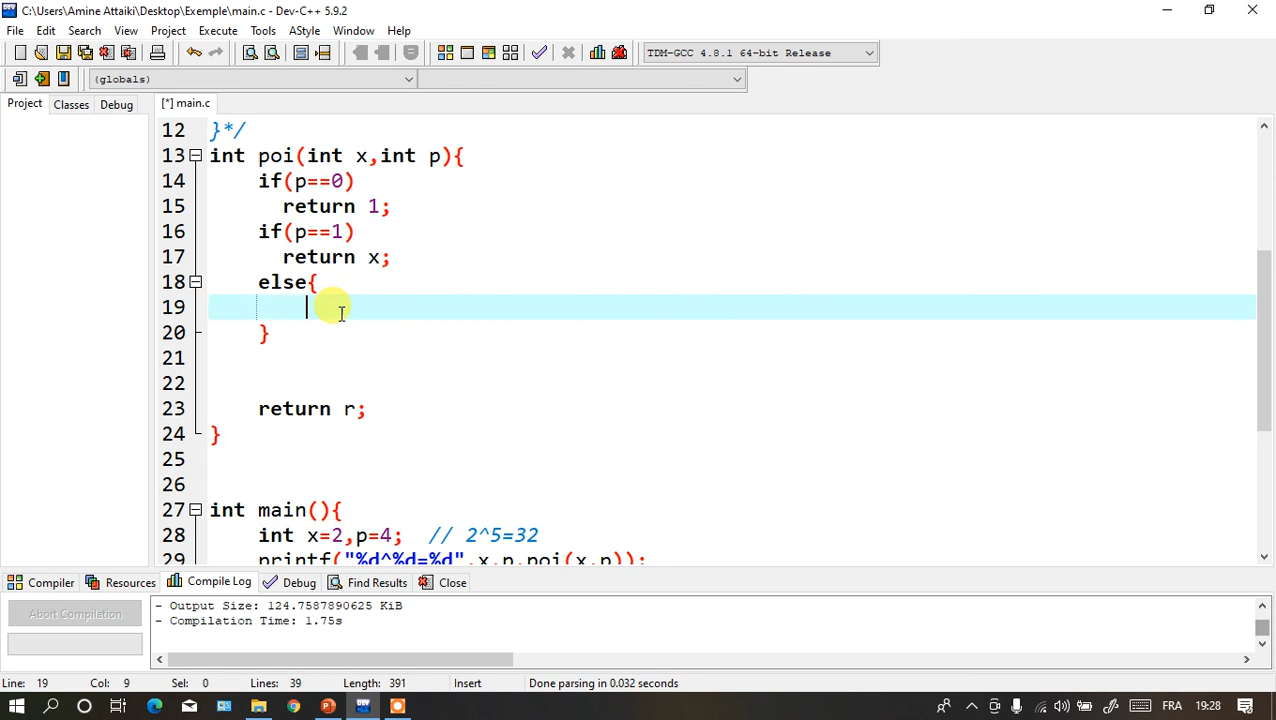 C:\Users\Amine Attaiki\Desktop\Exemple\main.c - Dev-C++ 5.9.2
File Edit Search View Project Execute Tools AStyle Window Help
TDM-GCC 4.8.1 64-bit Release
(globals)
Project Classes Debug [*] main.c
12 }*/
13 int poi(int x,int p){
14 if(p==0)
15 return 1;
16 if(p==1)
17 return x;
18 else{
19
20 }
21
22
23 return r;
24 }
25
26
27 int main(){
28 int x=2,p=4; // 2^5=32
29 printf("%d^%d=%d",x,p,poi(x,p));
Compiler Resources Compile Log Debug Find Results Close
Abort Compilation
- Output Size: 124.7587890625 KiB
- Compilation Time: 1.75s
Line: 19 Col: 9 Sel: 0 Lines: 39 Length: 391 Insert Done parsing in 0.032 seconds
DEV FRA 19:28